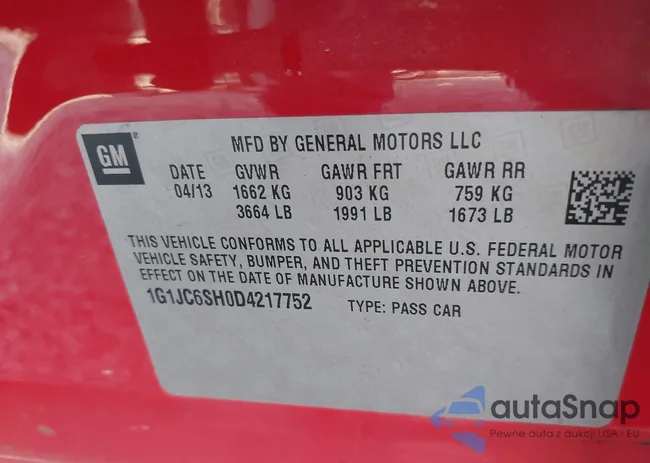 GM
MFD BY GENERAL MOTORS LLC
DATE GVWR GAWR FRT GAWR RR
04/13 1662 KG 903 KG 759 KG
3664 LB 1991 LB 1673 LB
THIS VEHICLE CONFORMS TO ALL APPLICABLE U.S. FEDERAL MOTOR
VEHICLE SAFETY, BUMPER, AND THEFT PREVENTION STANDARDS IN
EFFECT ON THE DATE OF MANUFACTURE SHOWN ABOVE.
1G1JC6SH0D4217752 TYPE: PASS CAR
autaSnap
Pewne auta z aukcji USA i EU